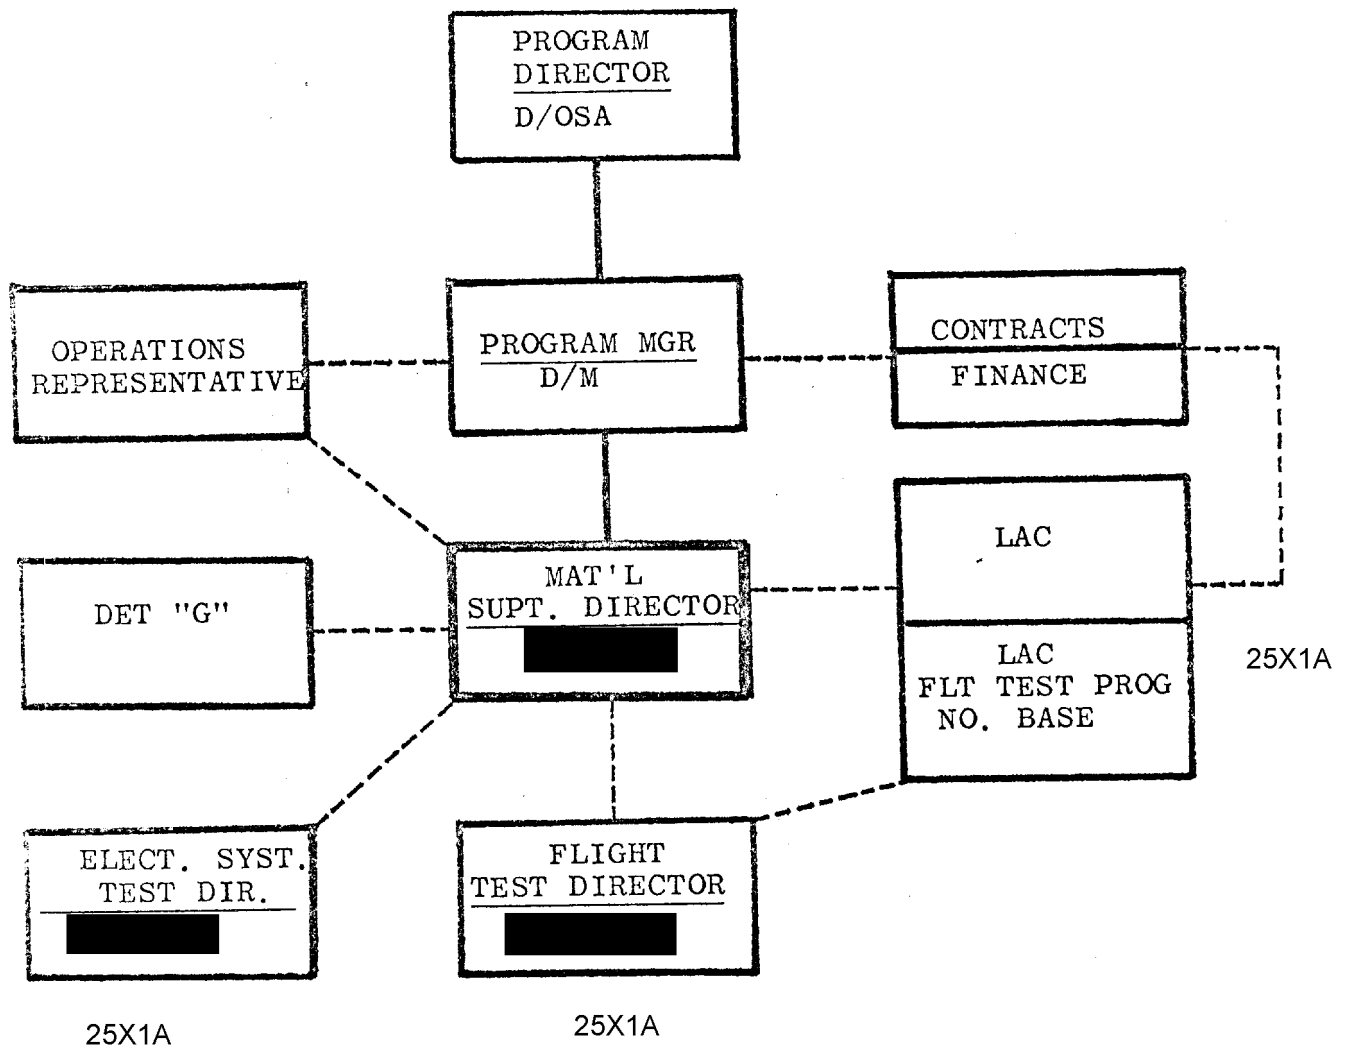 PROGRAM
DIRECTOR
D/OSA
OPERATIONS
REPRESENTATIVE
PROGRAM MGR
D/M
CONTRACTS
FINANCE
DET "G"
MAT'L
SUPT. DIRECTOR
LAC
LAC
FLT TEST PROG
NO. BASE
25X1A
ELECT. SYST.
TEST DIR.
FLIGHT
TEST DIRECTOR
25X1A
25X1A